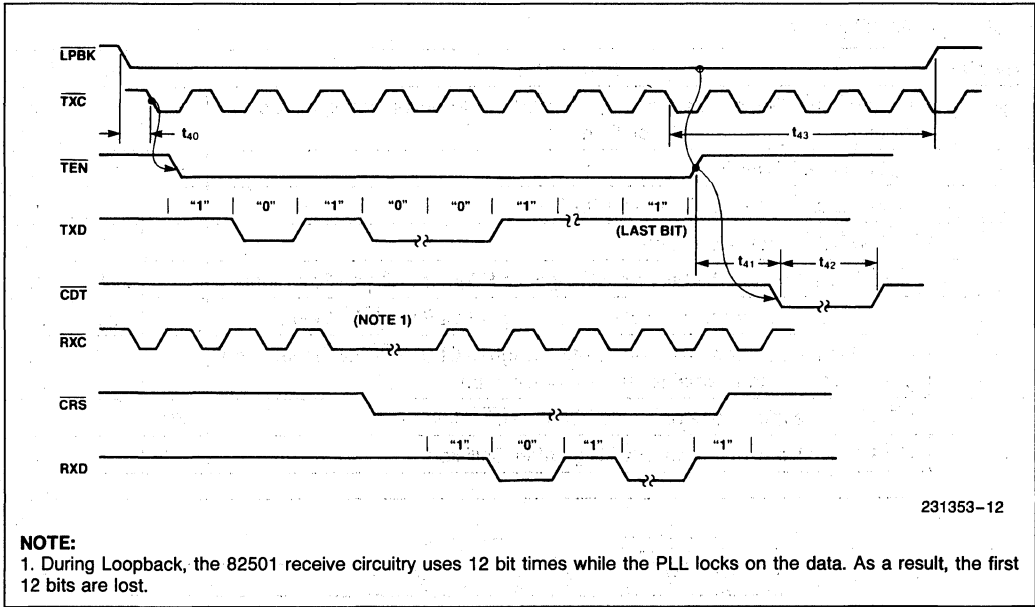 LPBK
TXC
t40
t43
TEN
"1" "0" "1" "0" "0" "1" "1"
TXD
(LAST BIT)
t41 t42
CDT
(NOTE 1)
RXC
CRS
"1" "0" "1" "1"
RXD
231353–12
NOTE:
1. During Loopback, the 82501 receive circuitry uses 12 bit times while the PLL locks on the data. As a result, the first
12 bits are lost.